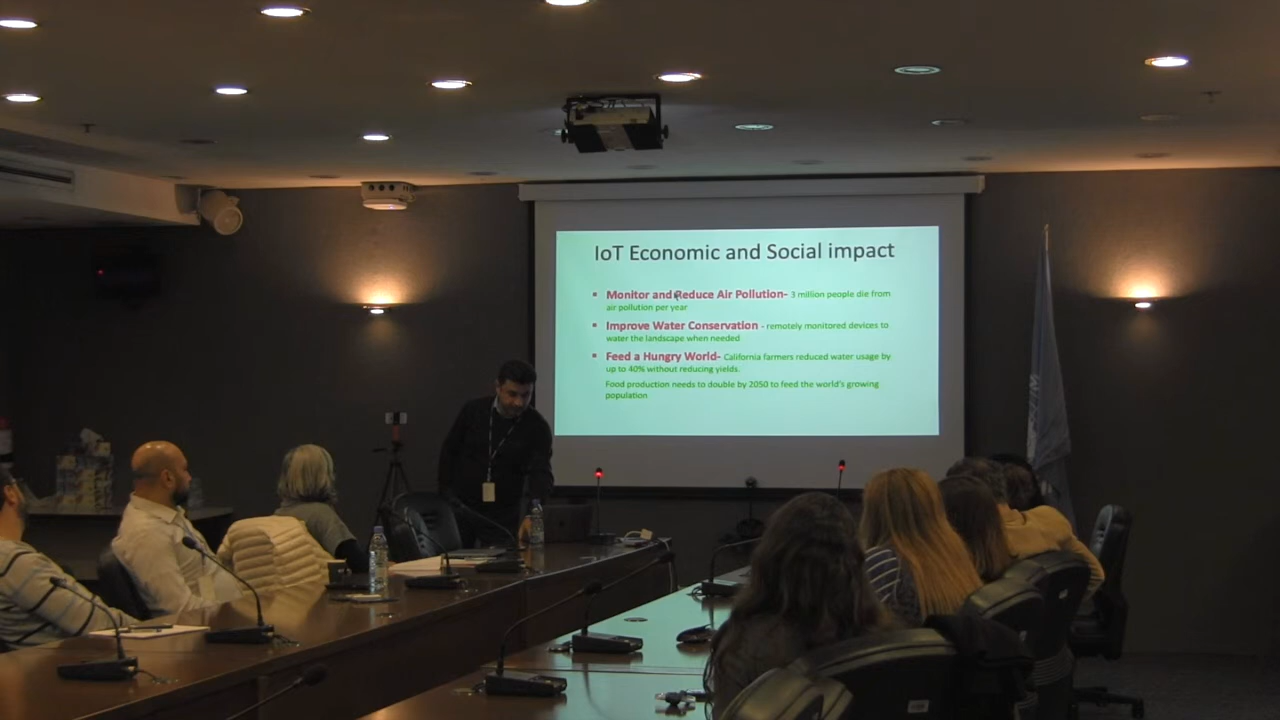 IoT Economic and Social impact
▪ Monitor and Reduce Air Pollution- 3 million people die from
air pollution per year
▪ Improve Water Conservation - remotely monitored devices to
water the landscape when needed
▪ Feed a Hungry World- California farmers reduced water usage by
up to 40% without reducing yields.
Food production needs to double by 2050 to feed the world's growing
population